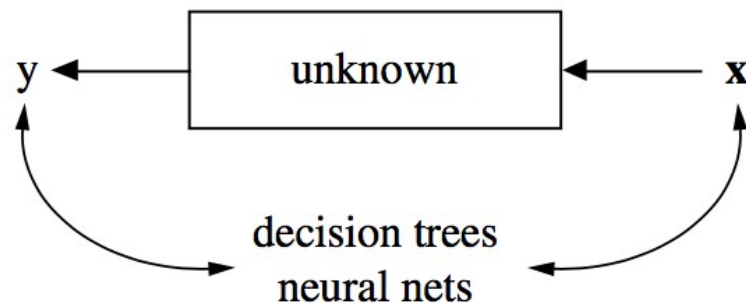 y
unknown
x
decision trees
neural nets